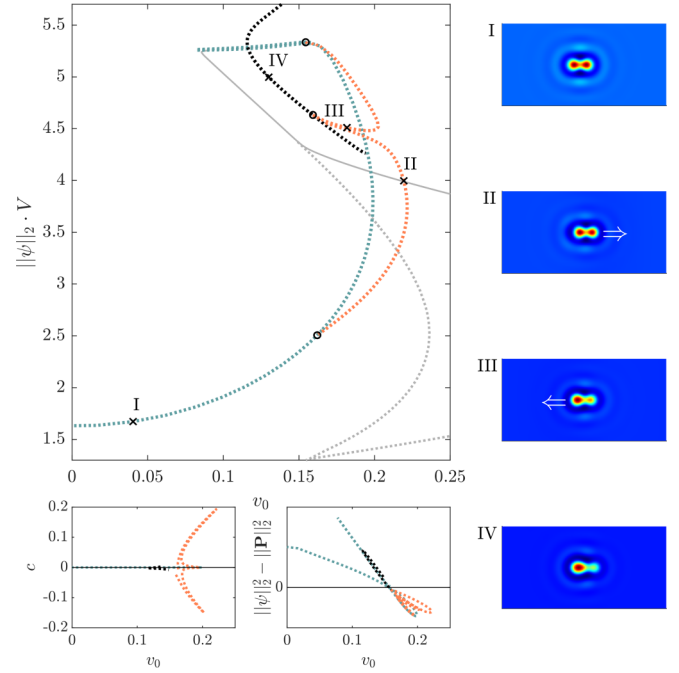 5.5
5
4.5
4
3.5
3
2.5
2
1.5
||ψ||₂ · V
IV
III
II
I
0
0.05
0.1
0.15
0.2
0.25
v₀
I
II
⇒
III
⇐
IV
0.2
0.1
0
-0.1
-0.2
c
0
0.1
0.2
v₀
||ψ||₂² − ||P||₂²
0
0
0.1
0.2
v₀